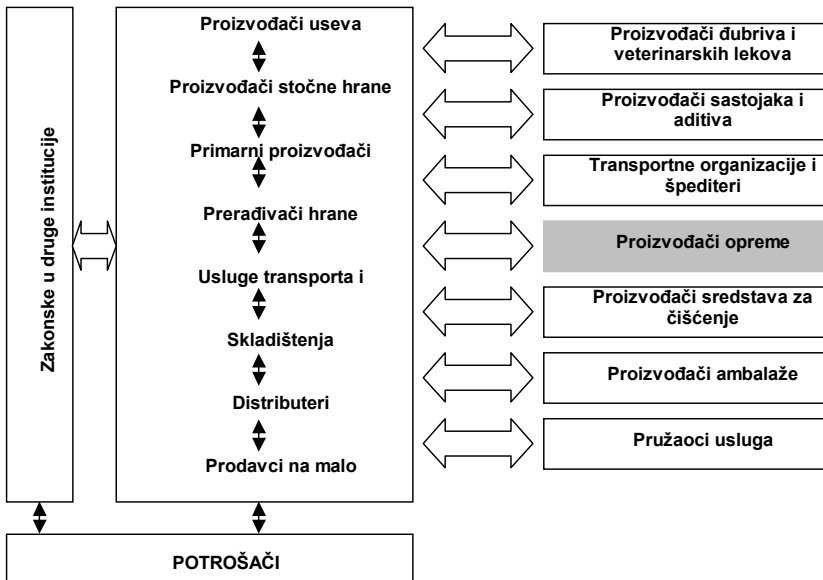 Zakonske u druge institucije
Proizvođači useva
Proizvođači stočne hrane
Primarni proizvođači
Prerađivači hrane
Usluge transporta i
Skladištenja
Distributeri
Prodavci na malo
Proizvođači đubriva i
veterinarskih lekova
Proizvođači sastojaka i
aditiva
Transportne organizacije i
špediteri
Proizvođači opreme
Proizvođači sredstava za
čišćenje
Proizvođači ambalaže
Pružaoci usluga
POTROŠAČI